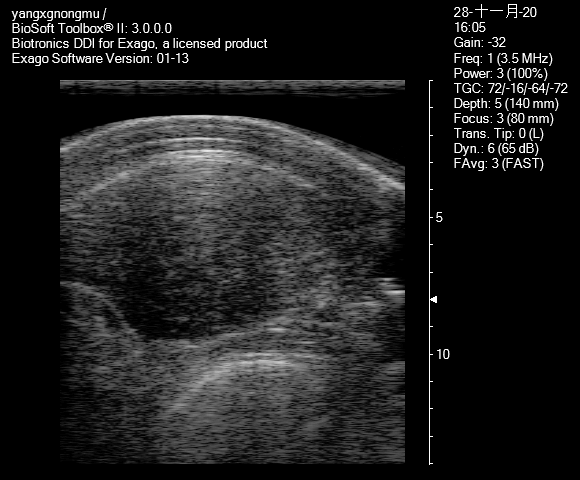 yangxgnongmu /
BioSoft Toolbox® II: 3.0.0.0
Biotronics DDI for Exago, a licensed product
Exago Software Version: 01-13
28-十一月-20
16:05
Gain: -32
Freq: 1 (3.5 MHz)
Power: 3 (100%)
TGC: 72/-16/-64/-72
Depth: 5 (140 mm)
Focus: 3 (80 mm)
Trans. Tip: 0 (L)
Dyn.: 6 (65 dB)
FAvg: 3 (FAST)
5
10